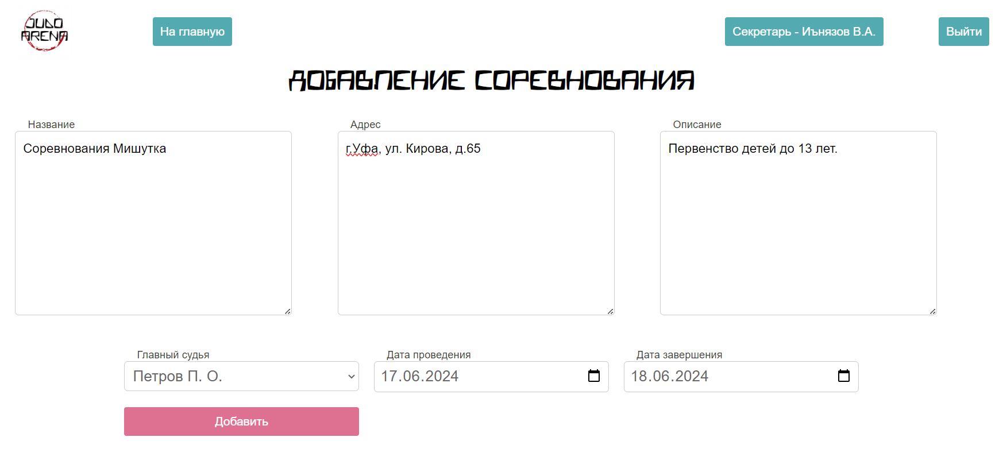 JUDO
ARENA
На главную
Секретарь - Иънязов В.А.
Выйти
ДОБАВЛЕНИЕ СОРЕВНОВАНИЯ
Название
Адрес
Описание
Соревнования Мишутка
г.Уфа, ул. Кирова, д.65
Первенство детей до 13 лет.
Главный судья
Дата проведения
Дата завершения
Петров П. О.
17.06.2024
18.06.2024
Добавить